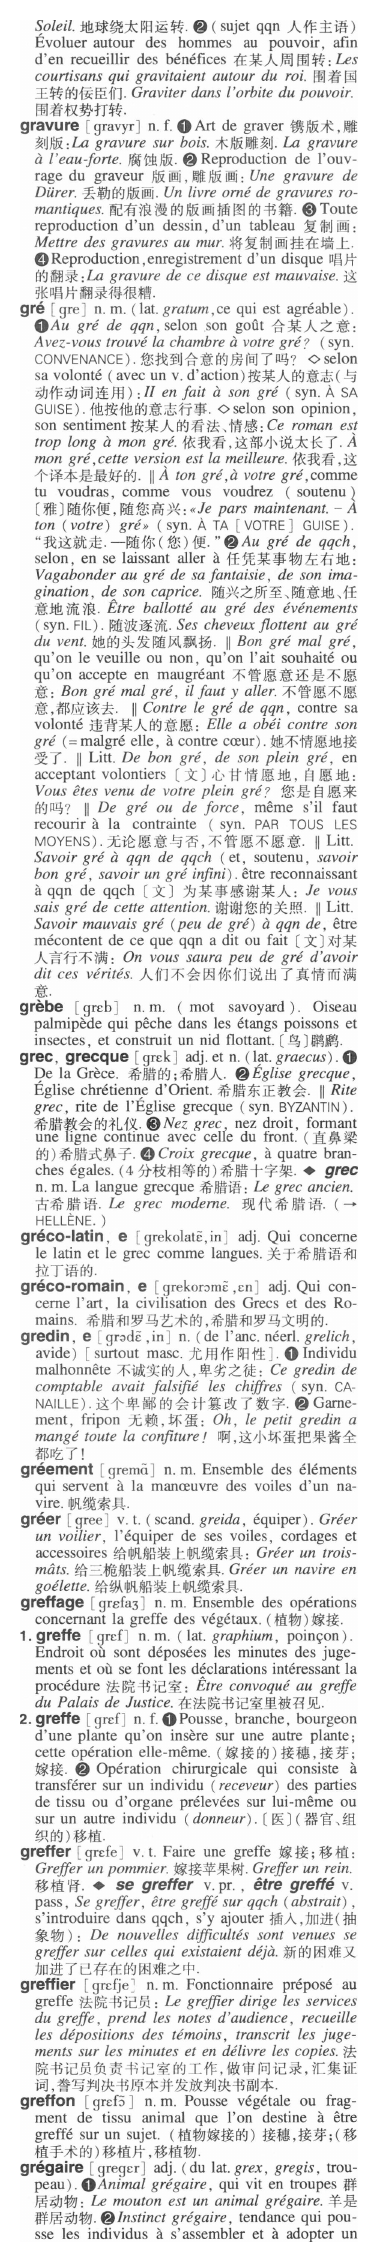 Soleil. 地球绕太阳运转. ❷ (sujet qqn 人作主语)
Évoluer autour des hommes au pouvoir, afin
d'en recueillir des bénéfices 在某人周围转: Les
courtisans qui gravitaient autour du roi. 围着国
王转的佞臣们. Graviter dans l'orbite du pouvoir.
围着权势打转.
gravure [gravyr] n. f. ❶ Art de graver 镌版术,雕
刻版: La gravure sur bois. 木版雕刻. La gravure
à l'eau-forte. 腐蚀版. ❷ Reproduction de l'ouv-
rage du graveur 版画,雕版画: Une gravure de
Dürer. 丢勒的版画. Un livre orné de gravures ro-
mantiques. 配有浪漫的版画插图的书籍. ❸ Toute
reproduction d'un dessin, d'un tableau 复制画:
Mettre des gravures au mur. 将复制画挂在墙上.
❹ Reproduction, enregistrement d'un disque 唱片
的翻录: La gravure de ce disque est mauvaise. 这
张唱片翻录得很糟.
gré [gre] n. m. (lat. gratum, ce qui est agréable).
❶ Au gré de qqn, selon son goût 合某人之意:
Avez-vous trouvé la chambre à votre gré? (syn.
CONVENANCE). 您找到合意的房间了吗? ◇ selon
sa volonté (avec un v. d'action)按某人的意志(与
动作动词连用): Il en fait à son gré (syn. À SA
GUISE). 他按他的意志行事. ◇ selon son opinion,
son sentiment 按某人的看法、情感: Ce roman est
trop long à mon gré. 依我看,这部小说太长了. À
mon gré, cette version est la meilleure. 依我看,这
个译本是最好的. ‖ À ton gré, à votre gré, comme
tu voudras, comme vous voudrez (soutenu)
〔雅〕随你便,随您高兴: «Je pars maintenant. – À
ton (votre) gré» (syn. À TA [VOTRE] GUISE).
“我这就走. —随你(您)便.” ❷ Au gré de qqch,
selon, en se laissant aller à 任凭某事物左右地:
Vagabonder au gré de sa fantaisie, de son ima-
gination, de son caprice. 随兴之所至、随意地、任
意地流浪. Être ballotté au gré des événements
(syn. FIL). 随波逐流. Ses cheveux flottent au gré
du vent. 她的头发随风飘扬. ‖ Bon gré mal gré,
qu'on le veuille ou non, qu'on l'ait souhaité ou
qu'on accepte en maugréant 不管愿意还是不愿
意: Bon gré mal gré, il faut y aller. 不管愿不愿
意,都应该去. ‖ Contre le gré de qqn, contre sa
volonté 违背某人的意愿: Elle a obéi contre son
gré (= malgré elle, à contre cœur). 她不情愿地接
受了. ‖ Litt. De bon gré, de son plein gré, en
acceptant volontiers 〔文〕心甘情愿地,自愿地:
Vous êtes venu de votre plein gré? 您是自愿来
的吗? ‖ De gré ou de force, même s'il faut
recourir à la contrainte (syn. PAR TOUS LES
MOYENS). 无论愿意与否,不管愿不愿意. ‖ Litt.
Savoir gré à qqn de qqch (et, soutenu, savoir
bon gré, savoir un gré infini). être reconnaissant
à qqn de qqch 〔文〕为某事感谢某人: Je vous
sais gré de cette attention. 谢谢您的关照. ‖ Litt.
Savoir mauvais gré (peu de gré) à qqn de, être
mécontent de ce que qqn a dit ou fait 〔文〕对某
人言行不满: On vous saura peu de gré d'avoir
dit ces vérités. 人们不会因你们说出了真情而满
意.
grèbe [grɛb] n. m. (mot savoyard). Oiseau
palmipède qui pêche dans les étangs poissons et
insectes, et construit un nid flottant. 〔鸟〕䴙䴘.
grec, grecque [grɛk] adj. et n. (lat. graecus). ❶
De la Grèce. 希腊的;希腊人. ❷ Église grecque,
Église chrétienne d'Orient. 希腊东正教会. ‖ Rite
grec, rite de l'Église grecque (syn. BYZANTIN).
希腊教会的礼仪. ❸ Nez grec, nez droit, formant
une ligne continue avec celle du front. (直鼻梁
的)希腊式鼻子. ❹ Croix grecque, à quatre bran-
ches égales. (4 分枝相等的)希腊十字架. ◆ grec
n. m. La langue grecque 希腊语: Le grec ancien.
古希腊语. Le grec moderne. 现代希腊语. (→
HELLÈNE.)
gréco-latin, e [grekolatɛ̃, in] adj. Qui concerne
le latin et le grec comme langues. 关于希腊语和
拉丁语的.
gréco-romain, e [grekorɔmɛ̃, ɛn] adj. Qui con-
cerne l'art, la civilisation des Grecs et des Ro-
mains. 希腊和罗马艺术的,希腊和罗马文明的.
gredin, e [grədɛ̃, in] n. (de l'anc. néerl. grelich,
avide) [surtout masc. 尤用作阳性]. ❶ Individu
malhonnête 不诚实的人,卑劣之徒: Ce gredin de
comptable avait falsifié les chiffres (syn. CA-
NAILLE). 这个卑鄙的会计篡改了数字. ❷ Garne-
ment, fripon 无赖,坏蛋: Oh, le petit gredin a
mangé toute la confiture! 啊,这小坏蛋把果酱全
都吃了!
gréement [gremɑ̃] n. m. Ensemble des éléments
qui servent à la manœuvre des voiles d'un na-
vire. 帆缆索具.
gréer [gree] v. t. (scand. greida, équiper). Gréer
un voilier, l'équiper de ses voiles, cordages et
accessoires 给帆船装上帆缆索具: Gréer un trois-
mâts. 给三桅船装上帆缆索具. Gréer un navire en
goélette. 给纵帆船装上帆缆索具.
greffage [grɛfaʒ] n. m. Ensemble des opérations
concernant la greffe des végétaux. (植物)嫁接.
1. greffe [grɛf] n. m. (lat. graphium, poinçon).
Endroit où sont déposées les minutes des juge-
ments et où se font les déclarations intéressant la
procédure 法院书记室: Être convoqué au greffe
du Palais de Justice. 在法院书记室里被召见.
2. greffe [grɛf] n. f. ❶ Pousse, branche, bourgeon
d'une plante qu'on insère sur une autre plante;
cette opération elle-même. (嫁接的)接穗,接芽;
嫁接. ❷ Opération chirurgicale qui consiste à
transférer sur un individu (receveur) des parties
de tissu ou d'organe prélevées sur lui-même ou
sur un autre individu (donneur). 〔医〕(器官、组
织的)移植.
greffer [grɛfe] v. t. Faire une greffe 嫁接;移植:
Greffer un pommier. 嫁接苹果树. Greffer un rein.
移植肾. ◆ se greffer v. pr., être greffé v.
pass, Se greffer, être greffé sur qqch (abstrait),
s'introduire dans qqch, s'y ajouter 插入,加进(抽
象物): De nouvelles difficultés sont venues se
greffer sur celles qui existaient déjà. 新的困难又
加进了已存在的困难之中.
greffier [grɛfje] n. m. Fonctionnaire préposé au
greffe 法院书记员: Le greffier dirige les services
du greffe, prend les notes d'audience, recueille
les dépositions des témoins, transcrit les juge-
ments sur les minutes et en délivre les copies. 法
院书记员负责书记室的工作,做审问记录,汇集证
词,誊写判决书原本并发放判决书副本.
greffon [grɛfɔ̃] n. m. Pousse végétale ou frag-
ment de tissu animal que l'on destine à être
greffé sur un sujet. (植物嫁接的)接穗,接芽;(移
植手术的)移植片,移植物.
grégaire [gregɛr] adj. (du lat. grex, gregis, trou-
peau). ❶ Animal grégaire, qui vit en troupes 群
居动物: Le mouton est un animal grégaire. 羊是
群居动物. ❷ Instinct grégaire, tendance qui pou-
sse les individus à s'assembler et à adopter un